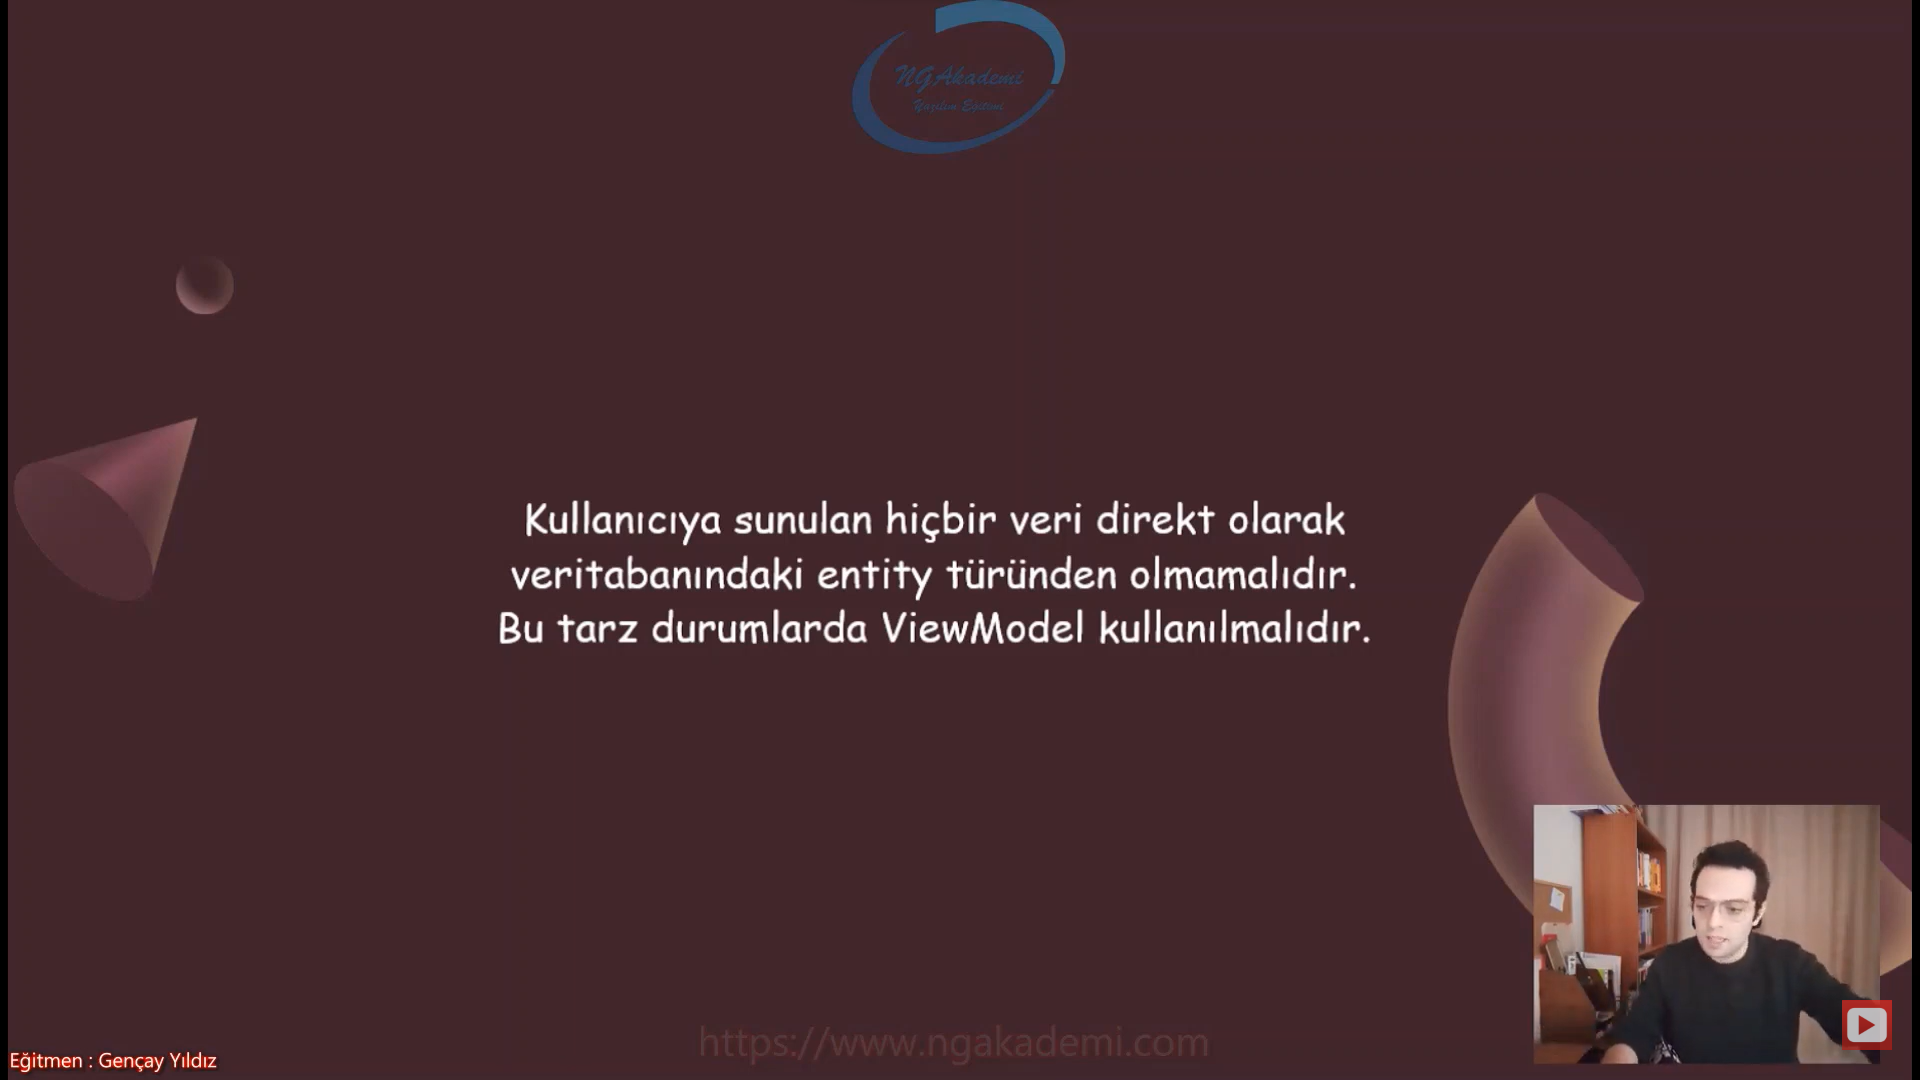 NGAkademi
Yazılım Eğitimi
Kullanıcıya sunulan hiçbir veri direkt olarak
veritabanındaki entity türünden olmamalıdır.
Bu tarz durumlarda ViewModel kullanılmalıdır.
https://www.ngakademi.com
Eğitmen : Gençay Yıldız